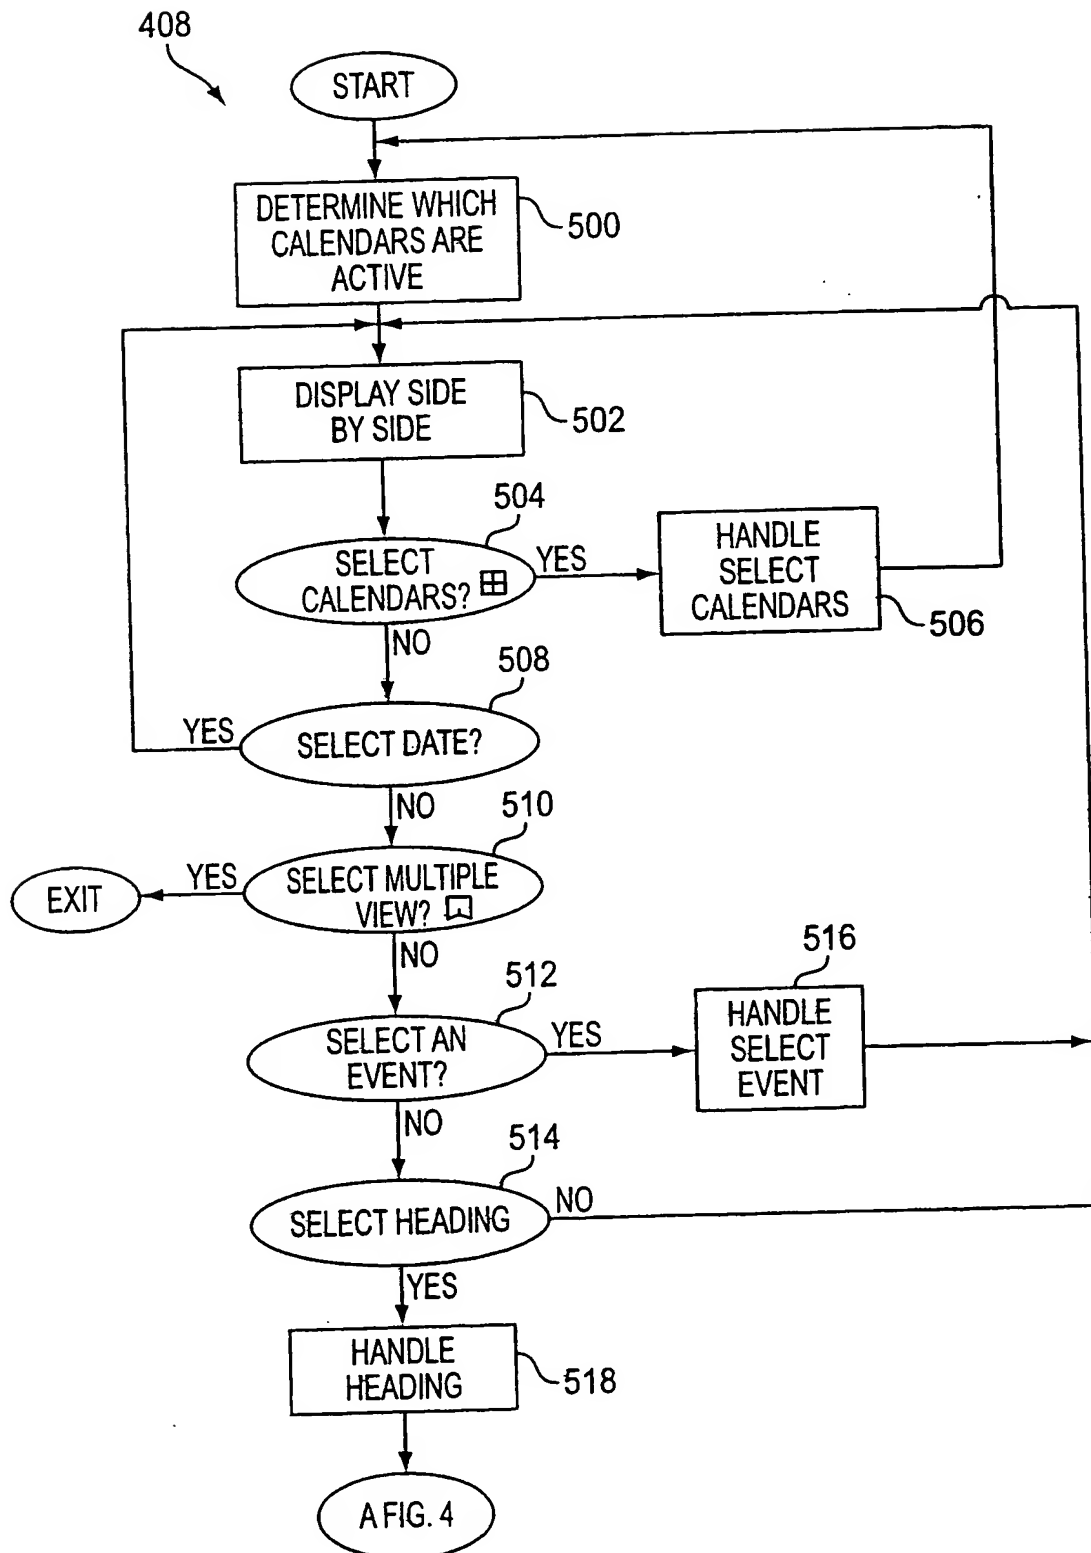 408
START
DETERMINE WHICH
CALENDARS ARE
ACTIVE
500
DISPLAY SIDE
BY SIDE
502
504
SELECT
CALENDARS?
YES
HANDLE
SELECT
CALENDARS
506
NO
508
YES
SELECT DATE?
NO
510
EXIT
YES
SELECT MULTIPLE
VIEW?
NO
512
SELECT AN
EVENT?
YES
516
HANDLE
SELECT
EVENT
NO
514
SELECT HEADING
NO
YES
HANDLE
HEADING
518
A FIG. 4